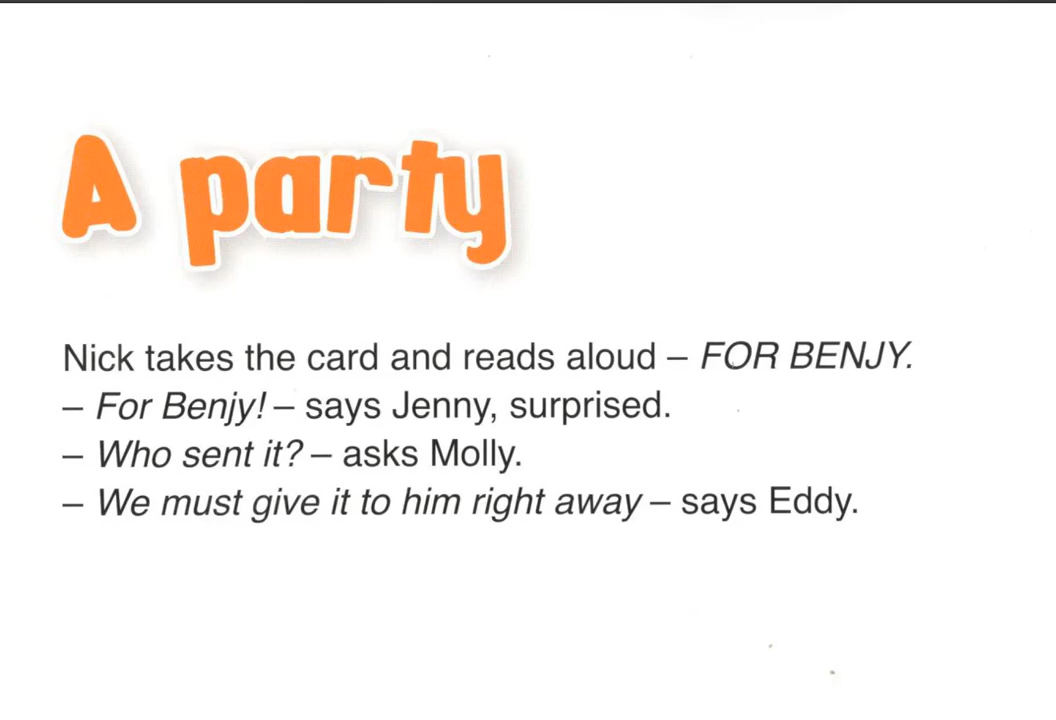 A party
Nick takes the card and reads aloud – FOR BENJY.
– For Benjy! – says Jenny, surprised.
– Who sent it? – asks Molly.
– We must give it to him right away – says Eddy.